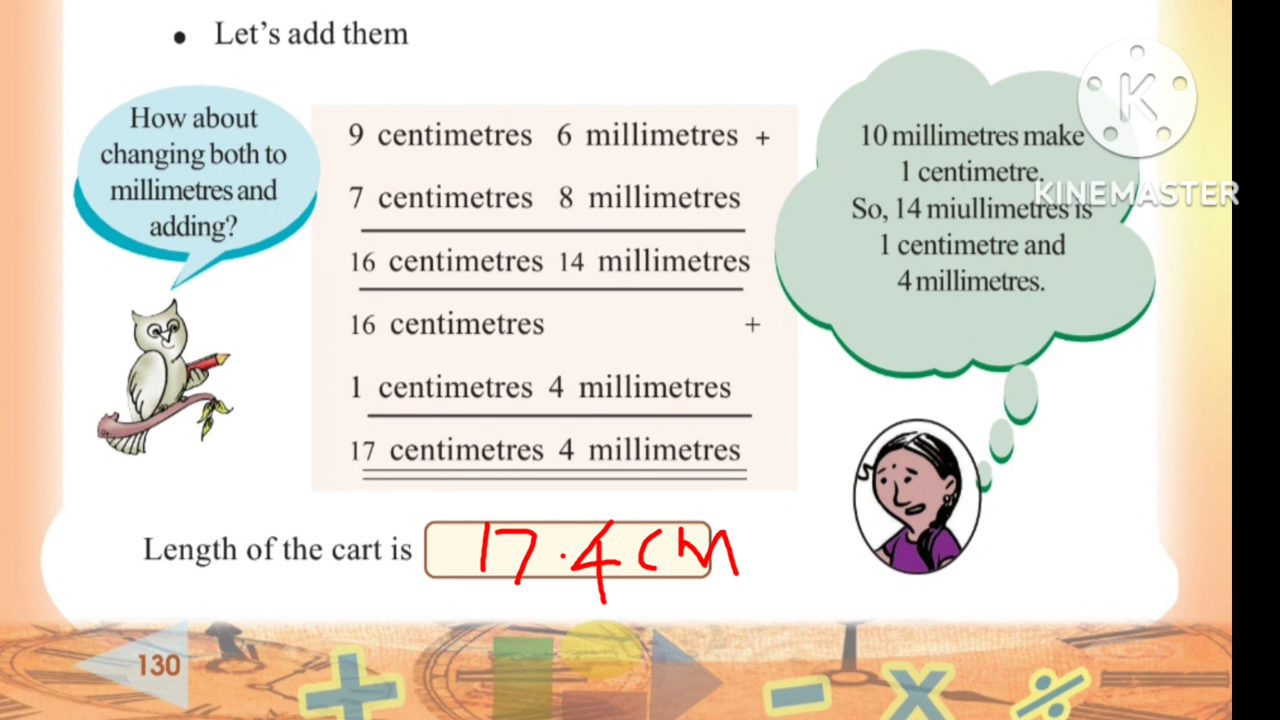 • Let's add them
How about
changing both to
millimetres and
adding?
9 centimetres 6 millimetres +
7 centimetres 8 millimetres
16 centimetres 14 millimetres
16 centimetres +
1 centimetres 4 millimetres
17 centimetres 4 millimetres
10 millimetres make
1 centimetre.
So, 14 miullimetres is
1 centimetre and
4 millimetres.
K
KINEMASTER
Length of the cart is 17.4 cm
130
+ − × ÷